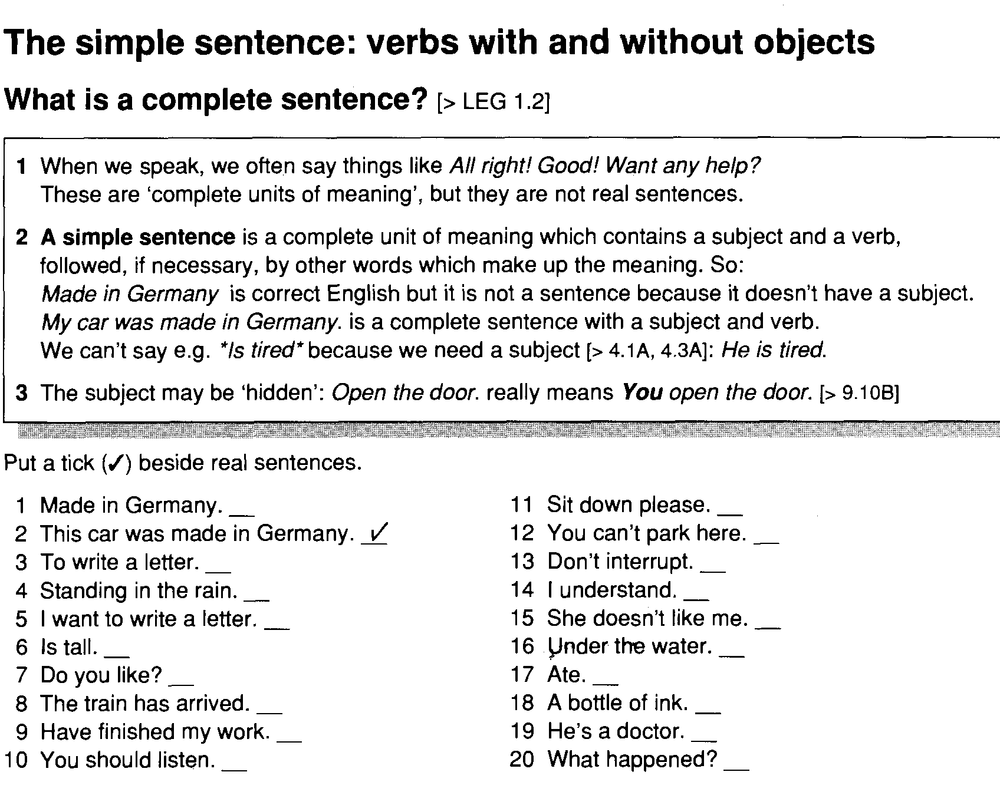 The simple sentence: verbs with and without objects
What is a complete sentence? [> LEG 1.2]
1 When we speak, we often say things like All right! Good! Want any help?
These are ‘complete units of meaning’, but they are not real sentences.
2 A simple sentence is a complete unit of meaning which contains a subject and a verb,
followed, if necessary, by other words which make up the meaning. So:
Made in Germany is correct English but it is not a sentence because it doesn't have a subject.
My car was made in Germany. is a complete sentence with a subject and verb.
We can't say e.g. *Is tired* because we need a subject [> 4.1A, 4.3A]: He is tired.
3 The subject may be ‘hidden’: Open the door. really means You open the door. [> 9.10B]
Put a tick (✓) beside real sentences.
1 Made in Germany. __
2 This car was made in Germany. ✓
3 To write a letter. __
4 Standing in the rain. __
5 I want to write a letter. __
6 Is tall. __
7 Do you like? __
8 The train has arrived. __
9 Have finished my work. __
10 You should listen. __
11 Sit down please. __
12 You can't park here. __
13 Don't interrupt. __
14 I understand. __
15 She doesn't like me. __
16 Under the water. __
17 Ate. __
18 A bottle of ink. __
19 He's a doctor. __
20 What happened? __